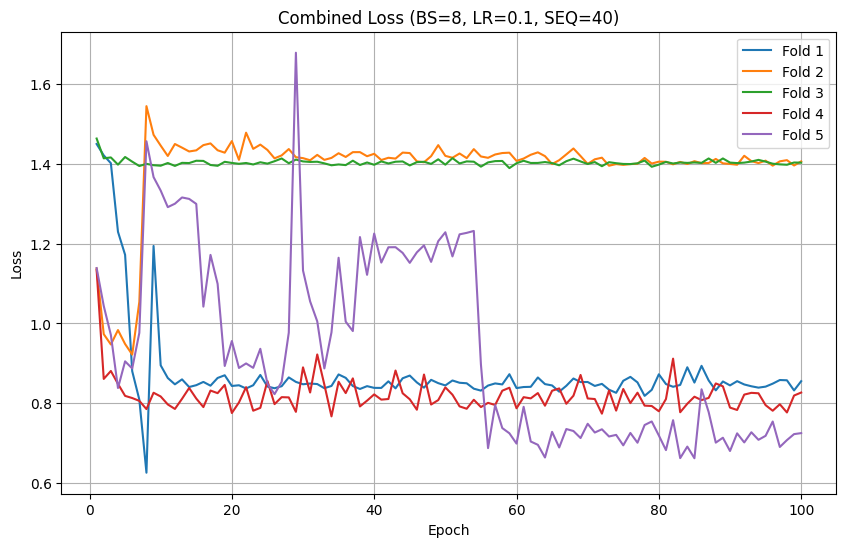 Combined Loss (BS=8, LR=0.1, SEQ=40)
Fold 1
Fold 2
Fold 3
Fold 4
Fold 5
Loss
1.6
1.4
1.2
1.0
0.8
0.6
0 20 40 60 80 100
Epoch